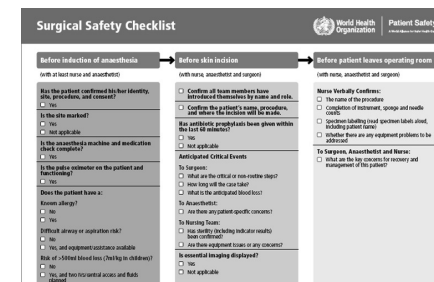 Surgical Safety Checklist
World Health
Organization
Patient Safety
Before induction of anaesthesia
(with at least nurse and anaesthetist)
Has the patient confirmed his/her identity,
site, procedure, and consent?
Yes
Is the site marked?
Yes
Not applicable
Is the anaesthesia machine and medication
check complete?
Yes
Is the pulse oximeter on the patient and
functioning?
Yes
Does the patient have a:
Known allergy?
No
Yes
Difficult airway or aspiration risk?
No
Yes, and equipment/assistance available
Risk of >500ml blood loss (7ml/kg in children)?
No
Yes, and two IVs/central access and fluids
planned
Before skin incision
(with nurse, anaesthetist and surgeon)
Confirm all team members have
introduced themselves by name and role.
Confirm the patient's name, procedure,
and where the incision will be made.
Has antibiotic prophylaxis been given within
the last 60 minutes?
Yes
Not applicable
Anticipated Critical Events
To Surgeon:
What are the critical or non-routine steps?
How long will the case take?
What is the anticipated blood loss?
To Anaesthetist:
Are there any patient-specific concerns?
To Nursing Team:
Has sterility (including indicator results)
been confirmed?
Are there equipment issues or any concerns?
Is essential imaging displayed?
Yes
Not applicable
Before patient leaves operating room
(with nurse, anaesthetist and surgeon)
Nurse Verbally Confirms:
The name of the procedure
Completion of instrument, sponge and needle
counts
Specimen labelling (read specimen labels aloud,
including patient name)
Whether there are any equipment problems to be
addressed
To Surgeon, Anaesthetist and Nurse:
What are the key concerns for recovery and
management of this patient?